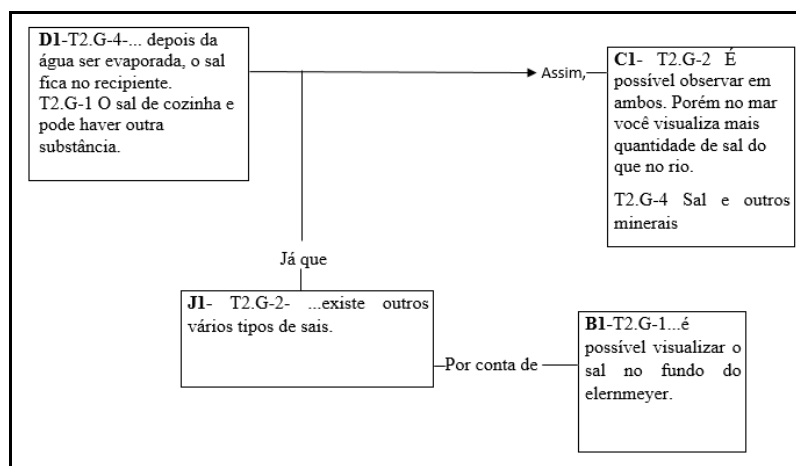 D1-T2.G-4-... depois da
água ser evaporada, o sal
fica no recipiente.
T2.G-1 O sal de cozinha e
pode haver outra
substância.
Assim,
C1- T2.G-2 É
possível observar em
ambos. Porém no mar
você visualiza mais
quantidade de sal do
que no rio.
T2.G-4 Sal e outros
minerais
Já que
J1- T2.G-2- ...existe outros
vários tipos de sais.
Por conta de
B1-T2.G-1...é
possível visualizar o
sal no fundo do
elernmeyer.